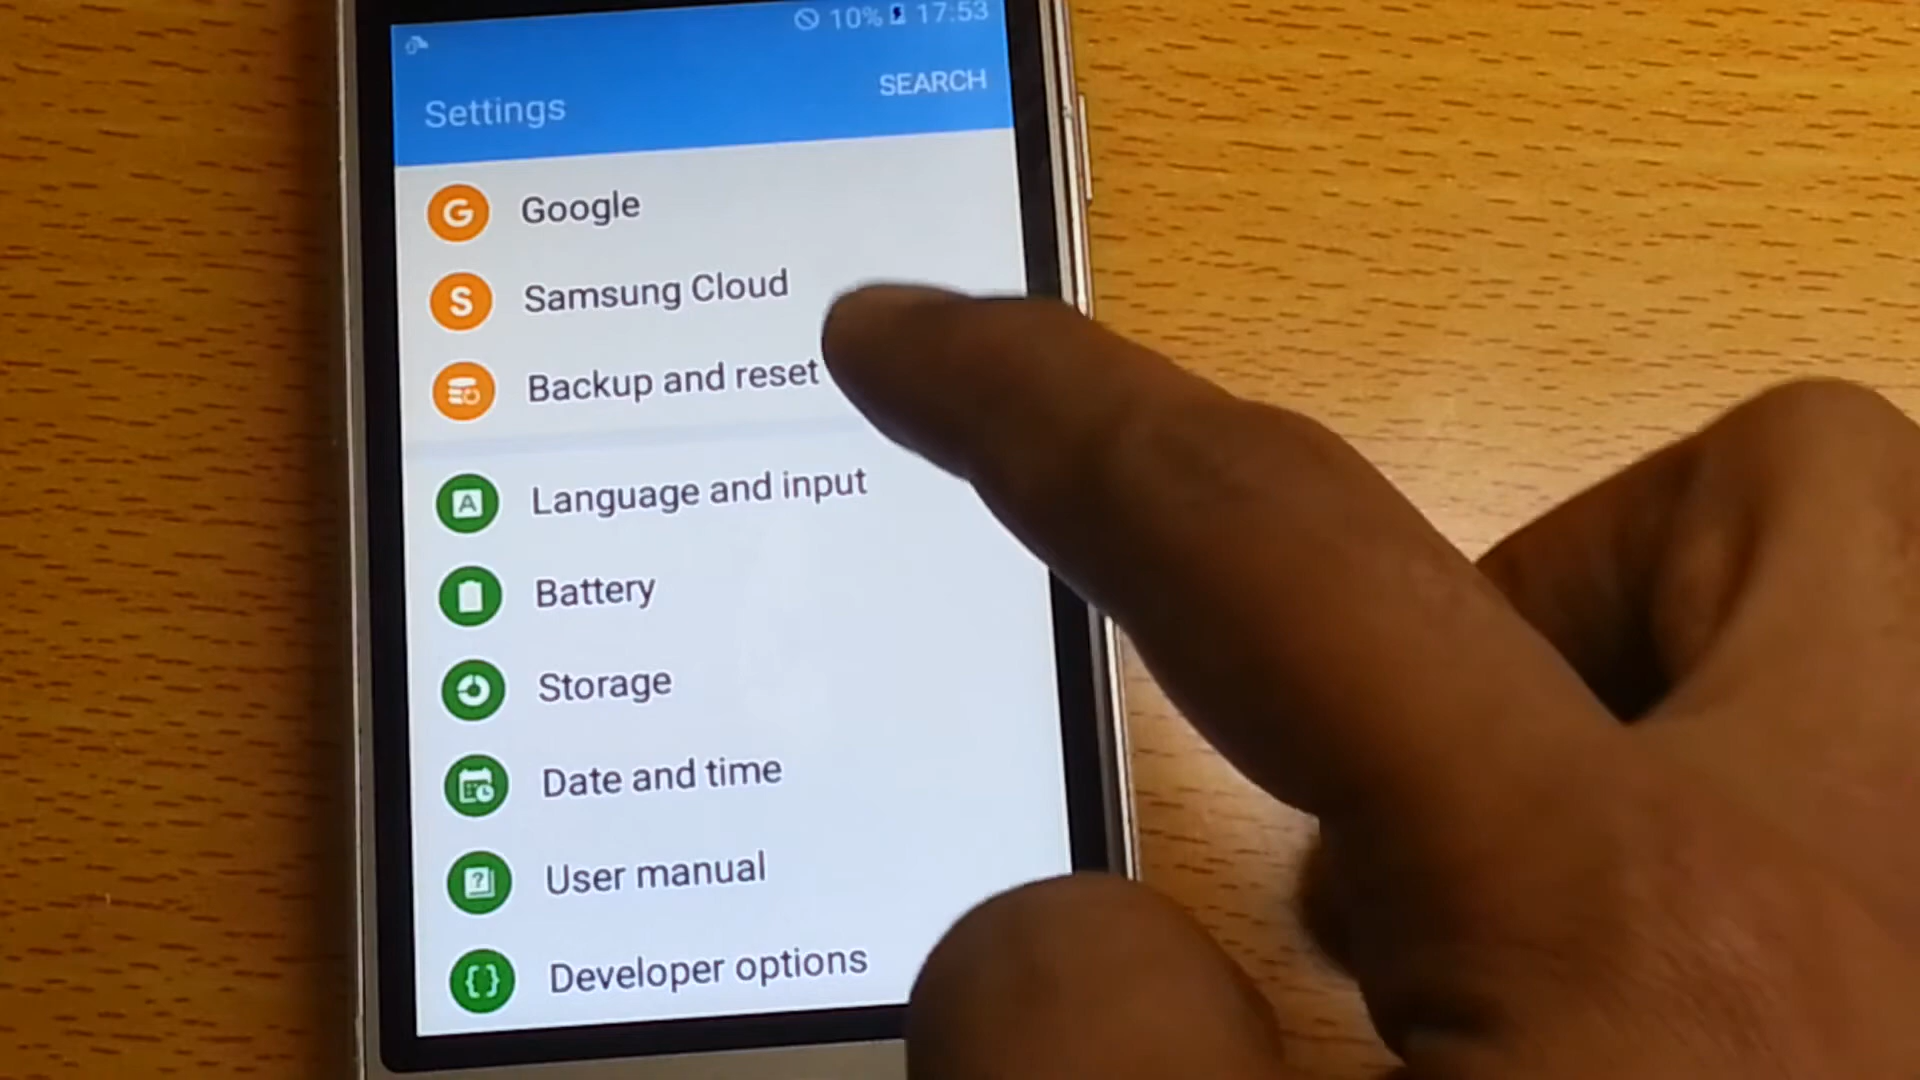 10% 17:53
Settings
SEARCH
G Google
S Samsung Cloud
Backup and reset
A Language and input
Battery
Storage
Date and time
? User manual
{} Developer options